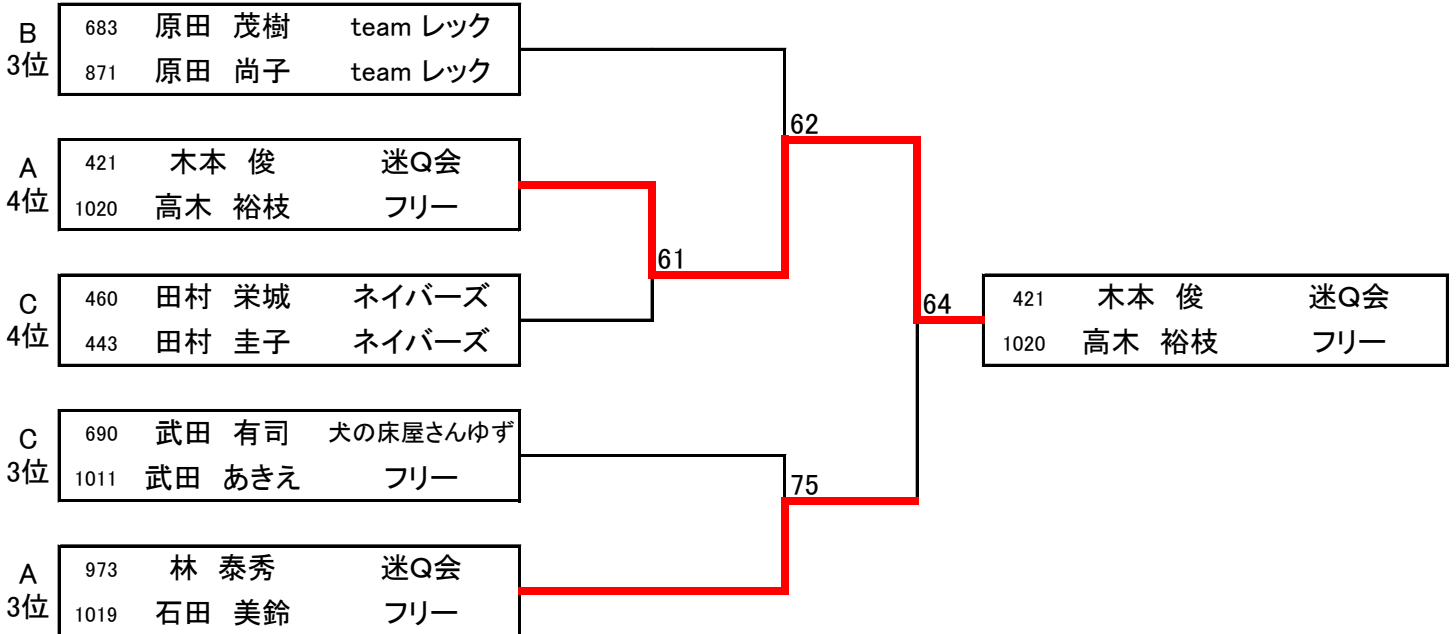 B
3位
683 原田 茂樹 team レック
871 原田 尚子 team レック
62
A
4位
421 木本 俊 迷Q会
1020 高木 裕枝 フリー
61
C
4位
460 田村 栄城 ネイバーズ
443 田村 圭子 ネイバーズ
64
421 木本 俊 迷Q会
1020 高木 裕枝 フリー
C
3位
690 武田 有司 犬の床屋さんゆず
1011 武田 あきえ フリー
75
A
3位
973 林 泰秀 迷Q会
1019 石田 美鈴 フリー